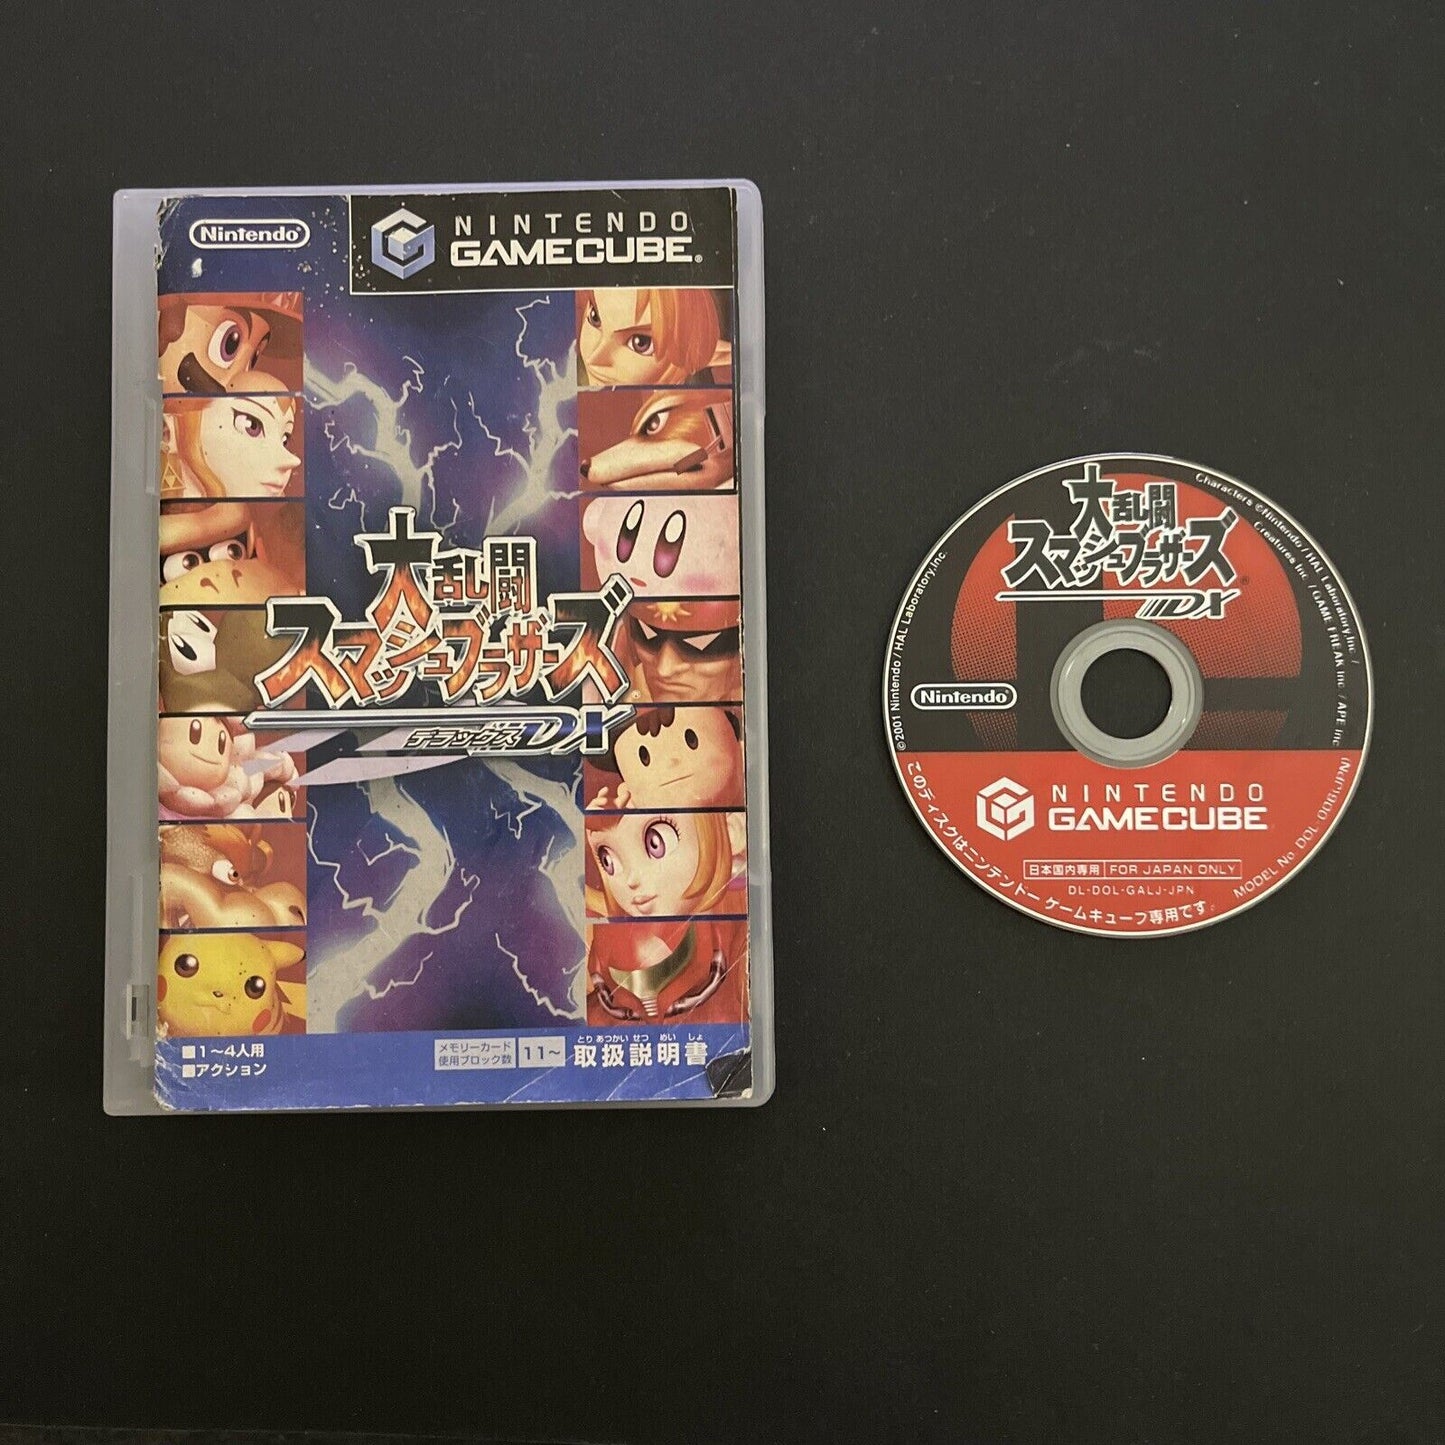 Nintendo
NINTENDO
GAMECUBE
大乱闘
スマッシュブラザーズ
デラックス DX
■1〜4人用
■アクション
メモリーカード
使用ブロック数
11〜
とり あつかい せつ めい しょ
取扱説明書
大乱闘
スマッシュブラザーズ
DX
Characters ©Nintendo / HAL Laboratory,Inc. /
Creatures inc. / GAME FREAK inc. / APE inc.
©2001 Nintendo / HAL Laboratory,Inc.
Nintendo
NINTENDO
GAMECUBE
日本国内専用 FOR JAPAN ONLY
DL-DOL-GALJ-JPN
このディスクはニンテンドー ゲームキューブ専用です。
MODEL No. DOL-006(JPN)